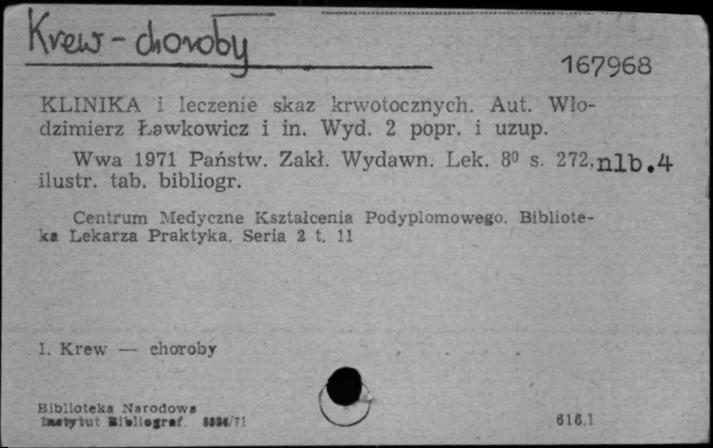 Krew - choroby
167968
KLINIKA i leczenie skaz krwotocznych. Aut. Wło-
dzimierz Ławkowicz i in. Wyd. 2 popr. i uzup.
Wwa 1971 Państw. Zakł. Wydawn. Lek. 8⁰ s. 272, nlb.4
ilustr. tab. bibliogr.
Centrum Medyczne Kształcenia Podyplomowego. Bibliote-
ka Lekarza Praktyka. Seria 2 t. 11
1. Krew — choroby
Biblioteka Narodowa
Instytut Bibliograf. /71
616.1